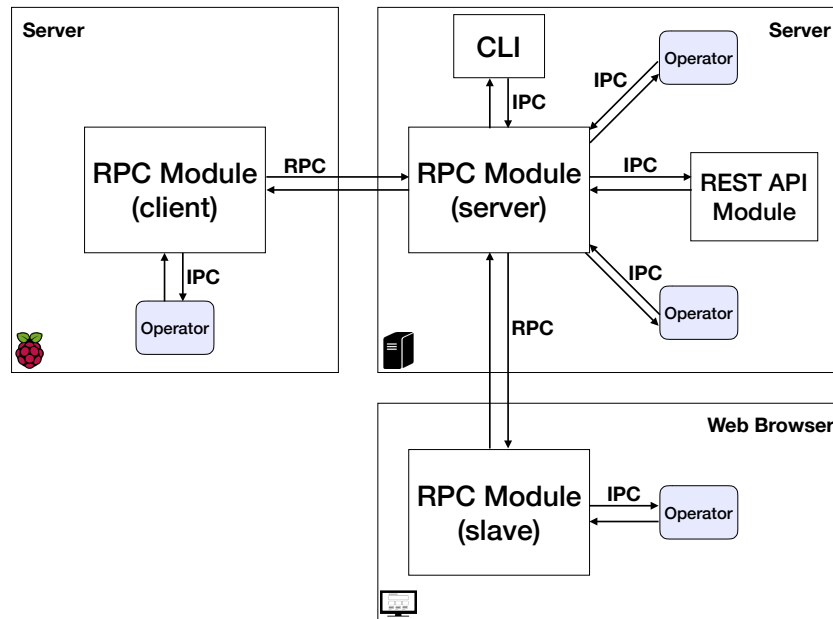 Server
RPC Module
(client)
IPC
Operator
RPC
Server
CLI
IPC
Operator
IPC
RPC Module
(server)
IPC
REST API
Module
IPC
Operator
RPC
Web Browser
RPC Module
(slave)
IPC
Operator